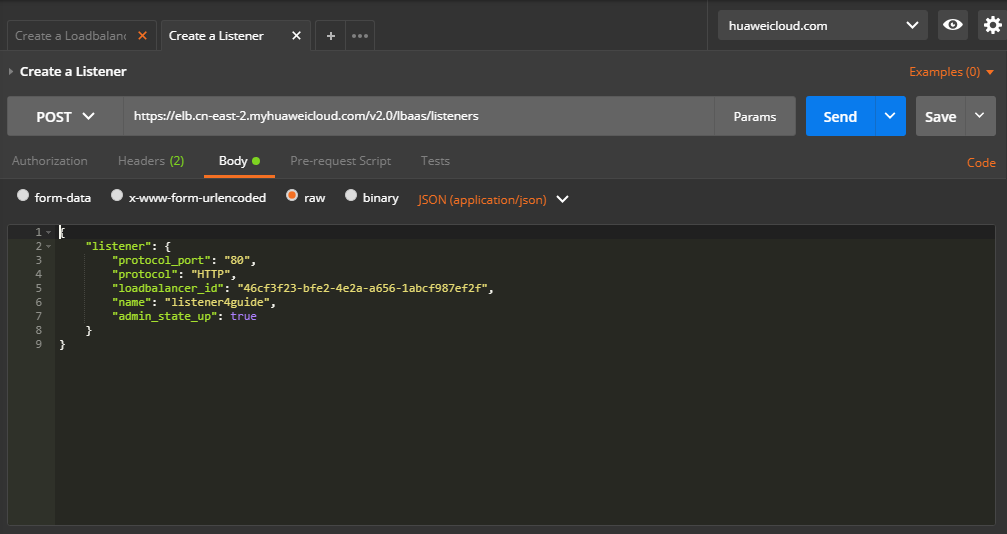 Create a Loadbalanc
Create a Listener
huaweicloud.com
Create a Listener
Examples (0)
POST
https://elb.cn-east-2.myhuaweicloud.com/v2.0/lbaas/listeners
Params
Send
Save
Authorization
Headers (2)
Body
Pre-request Script
Tests
Code
form-data
x-www-form-urlencoded
raw
binary
JSON (application/json)
1 {
2 "listener": {
3 "protocol_port": "80",
4 "protocol": "HTTP",
5 "loadbalancer_id": "46cf3f23-bfe2-4e2a-a656-1abcf987ef2f",
6 "name": "listener4guide",
7 "admin_state_up": true
8 }
9 }